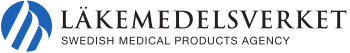 LÄKEMEDELSVERKET
SWEDISH MEDICAL PRODUCTS AGENCY